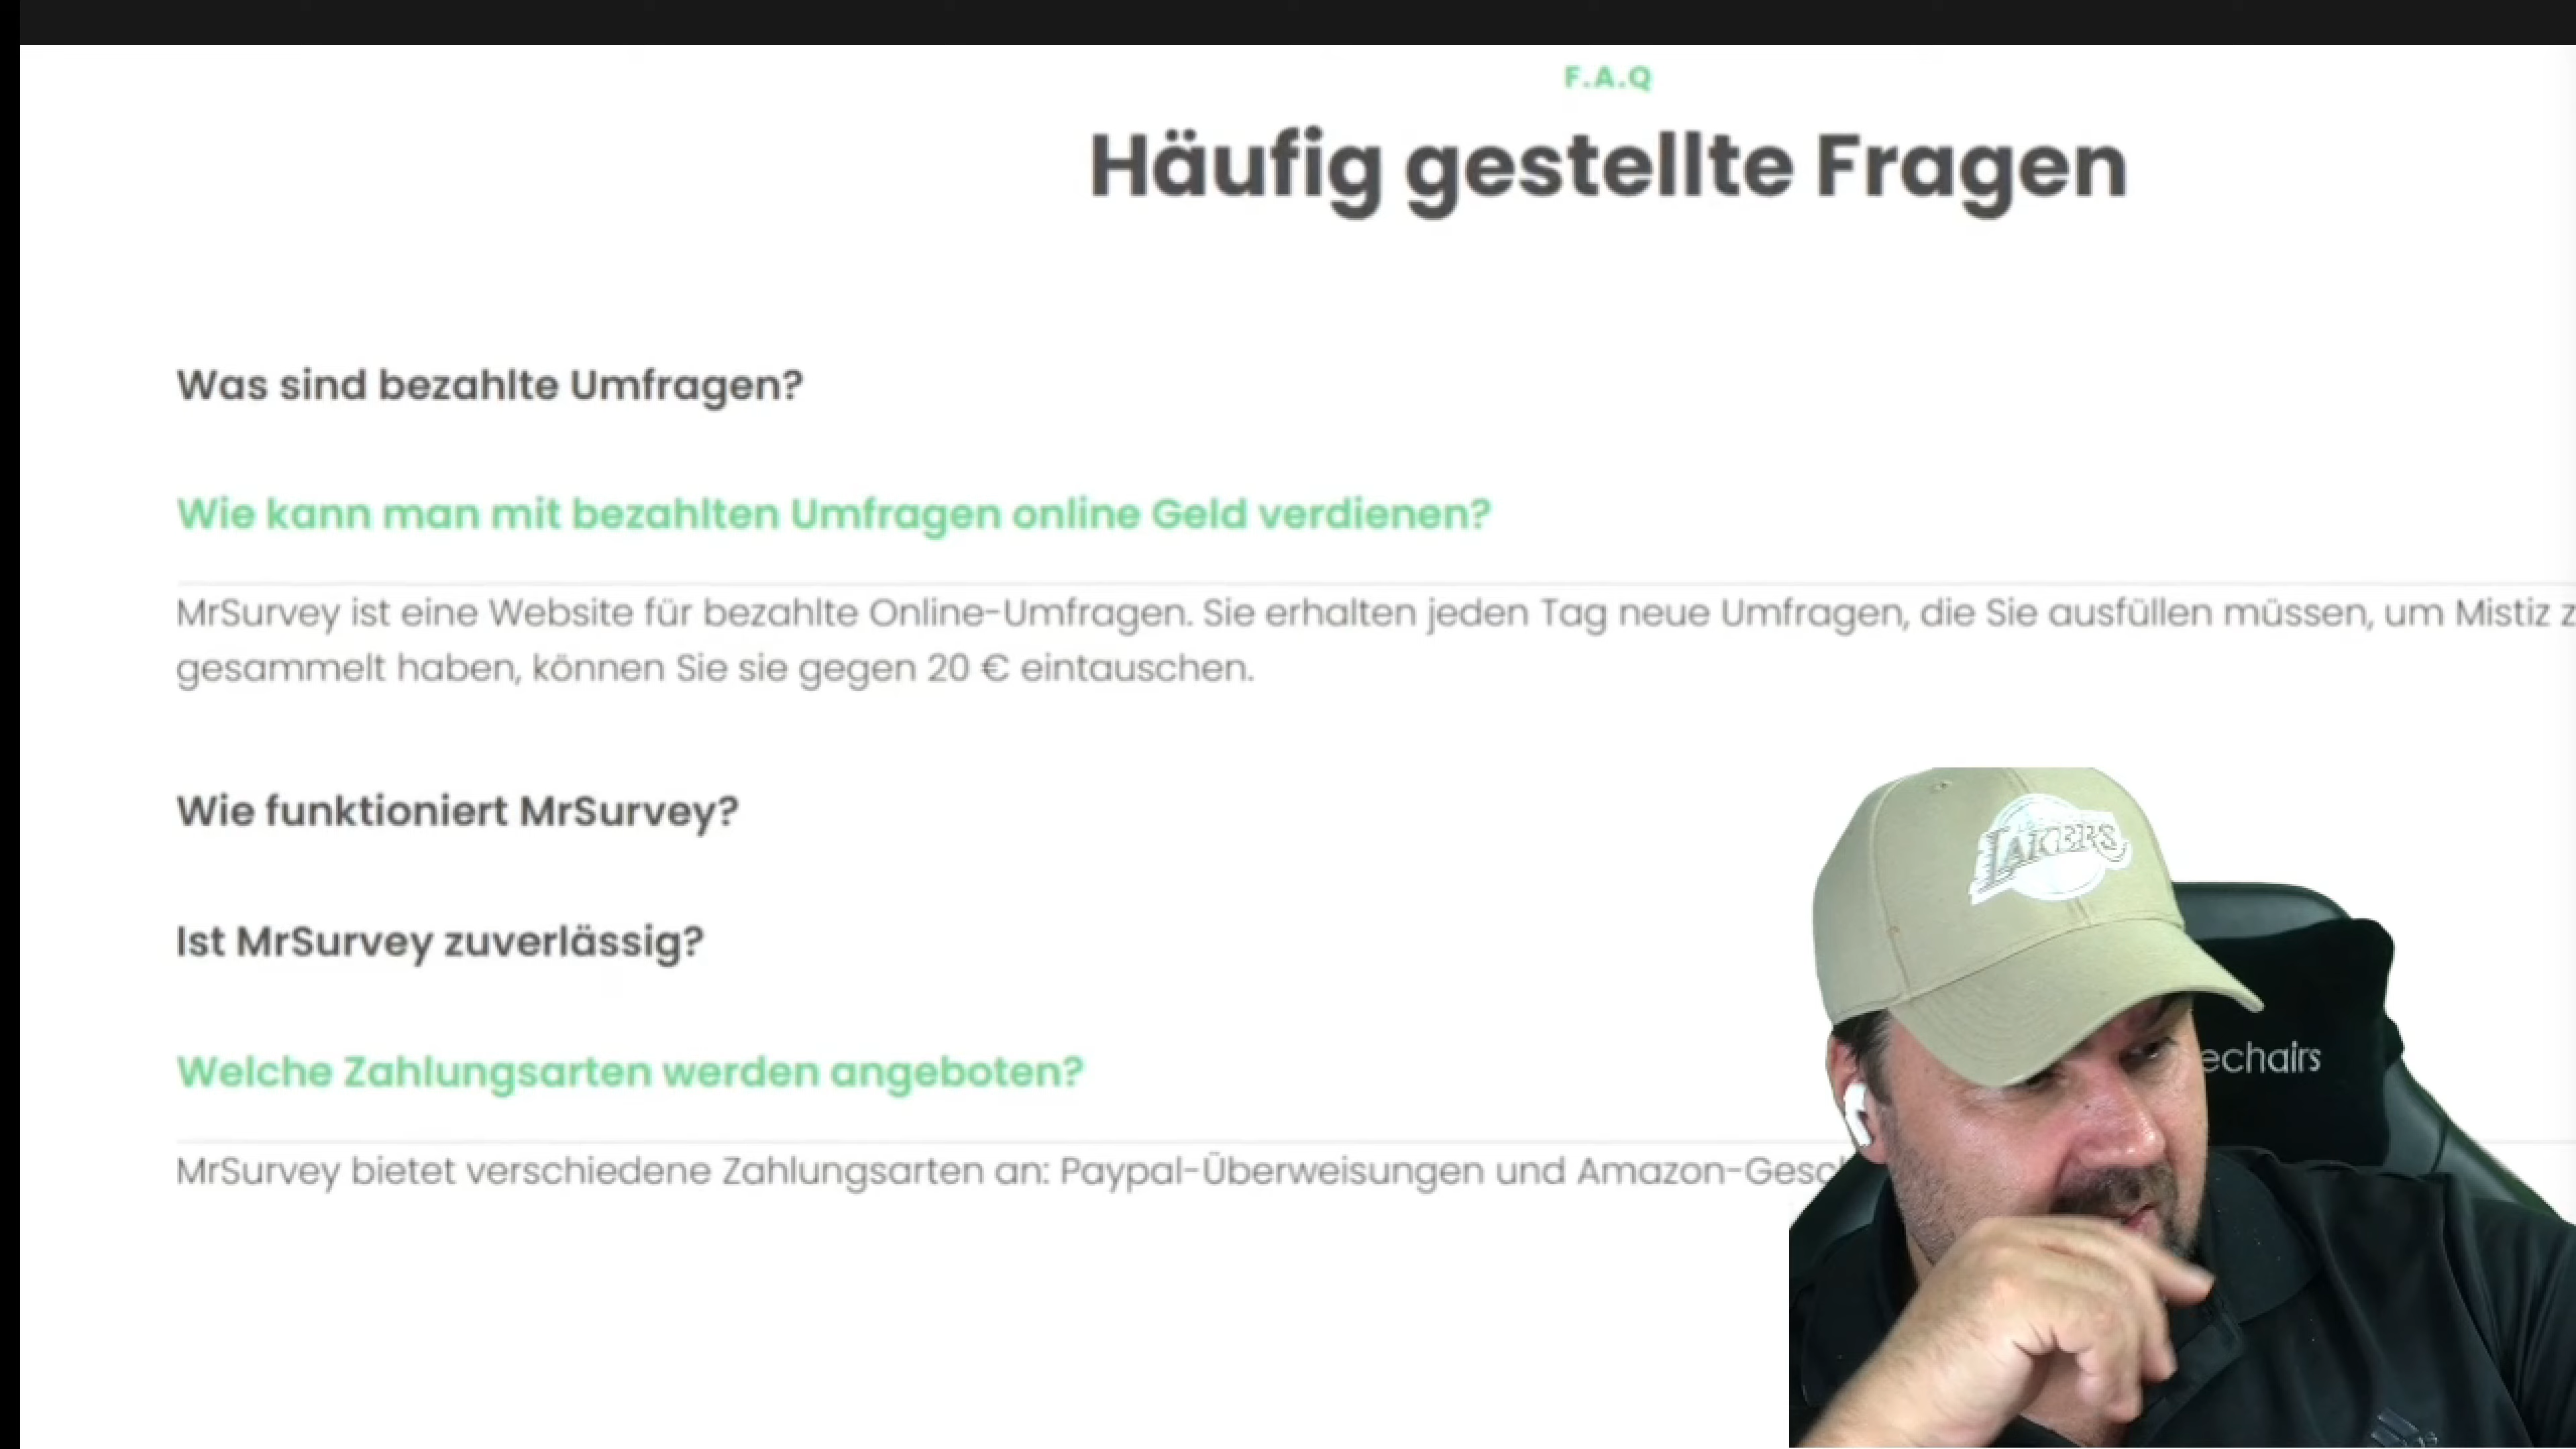 F.A.Q
Häufig gestellte Fragen
Was sind bezahlte Umfragen?
Wie kann man mit bezahlten Umfragen online Geld verdienen?
MrSurvey ist eine Website für bezahlte Online-Umfragen. Sie erhalten jeden Tag neue Umfragen, die Sie ausfüllen müssen, um Mistiz z
gesammelt haben, können Sie sie gegen 20 € eintauschen.
Wie funktioniert MrSurvey?
LAKERS
Ist MrSurvey zuverlässig?
echairs
Welche Zahlungsarten werden angeboten?
MrSurvey bietet verschiedene Zahlungsarten an: Paypal-Überweisungen und Amazon-Gesc